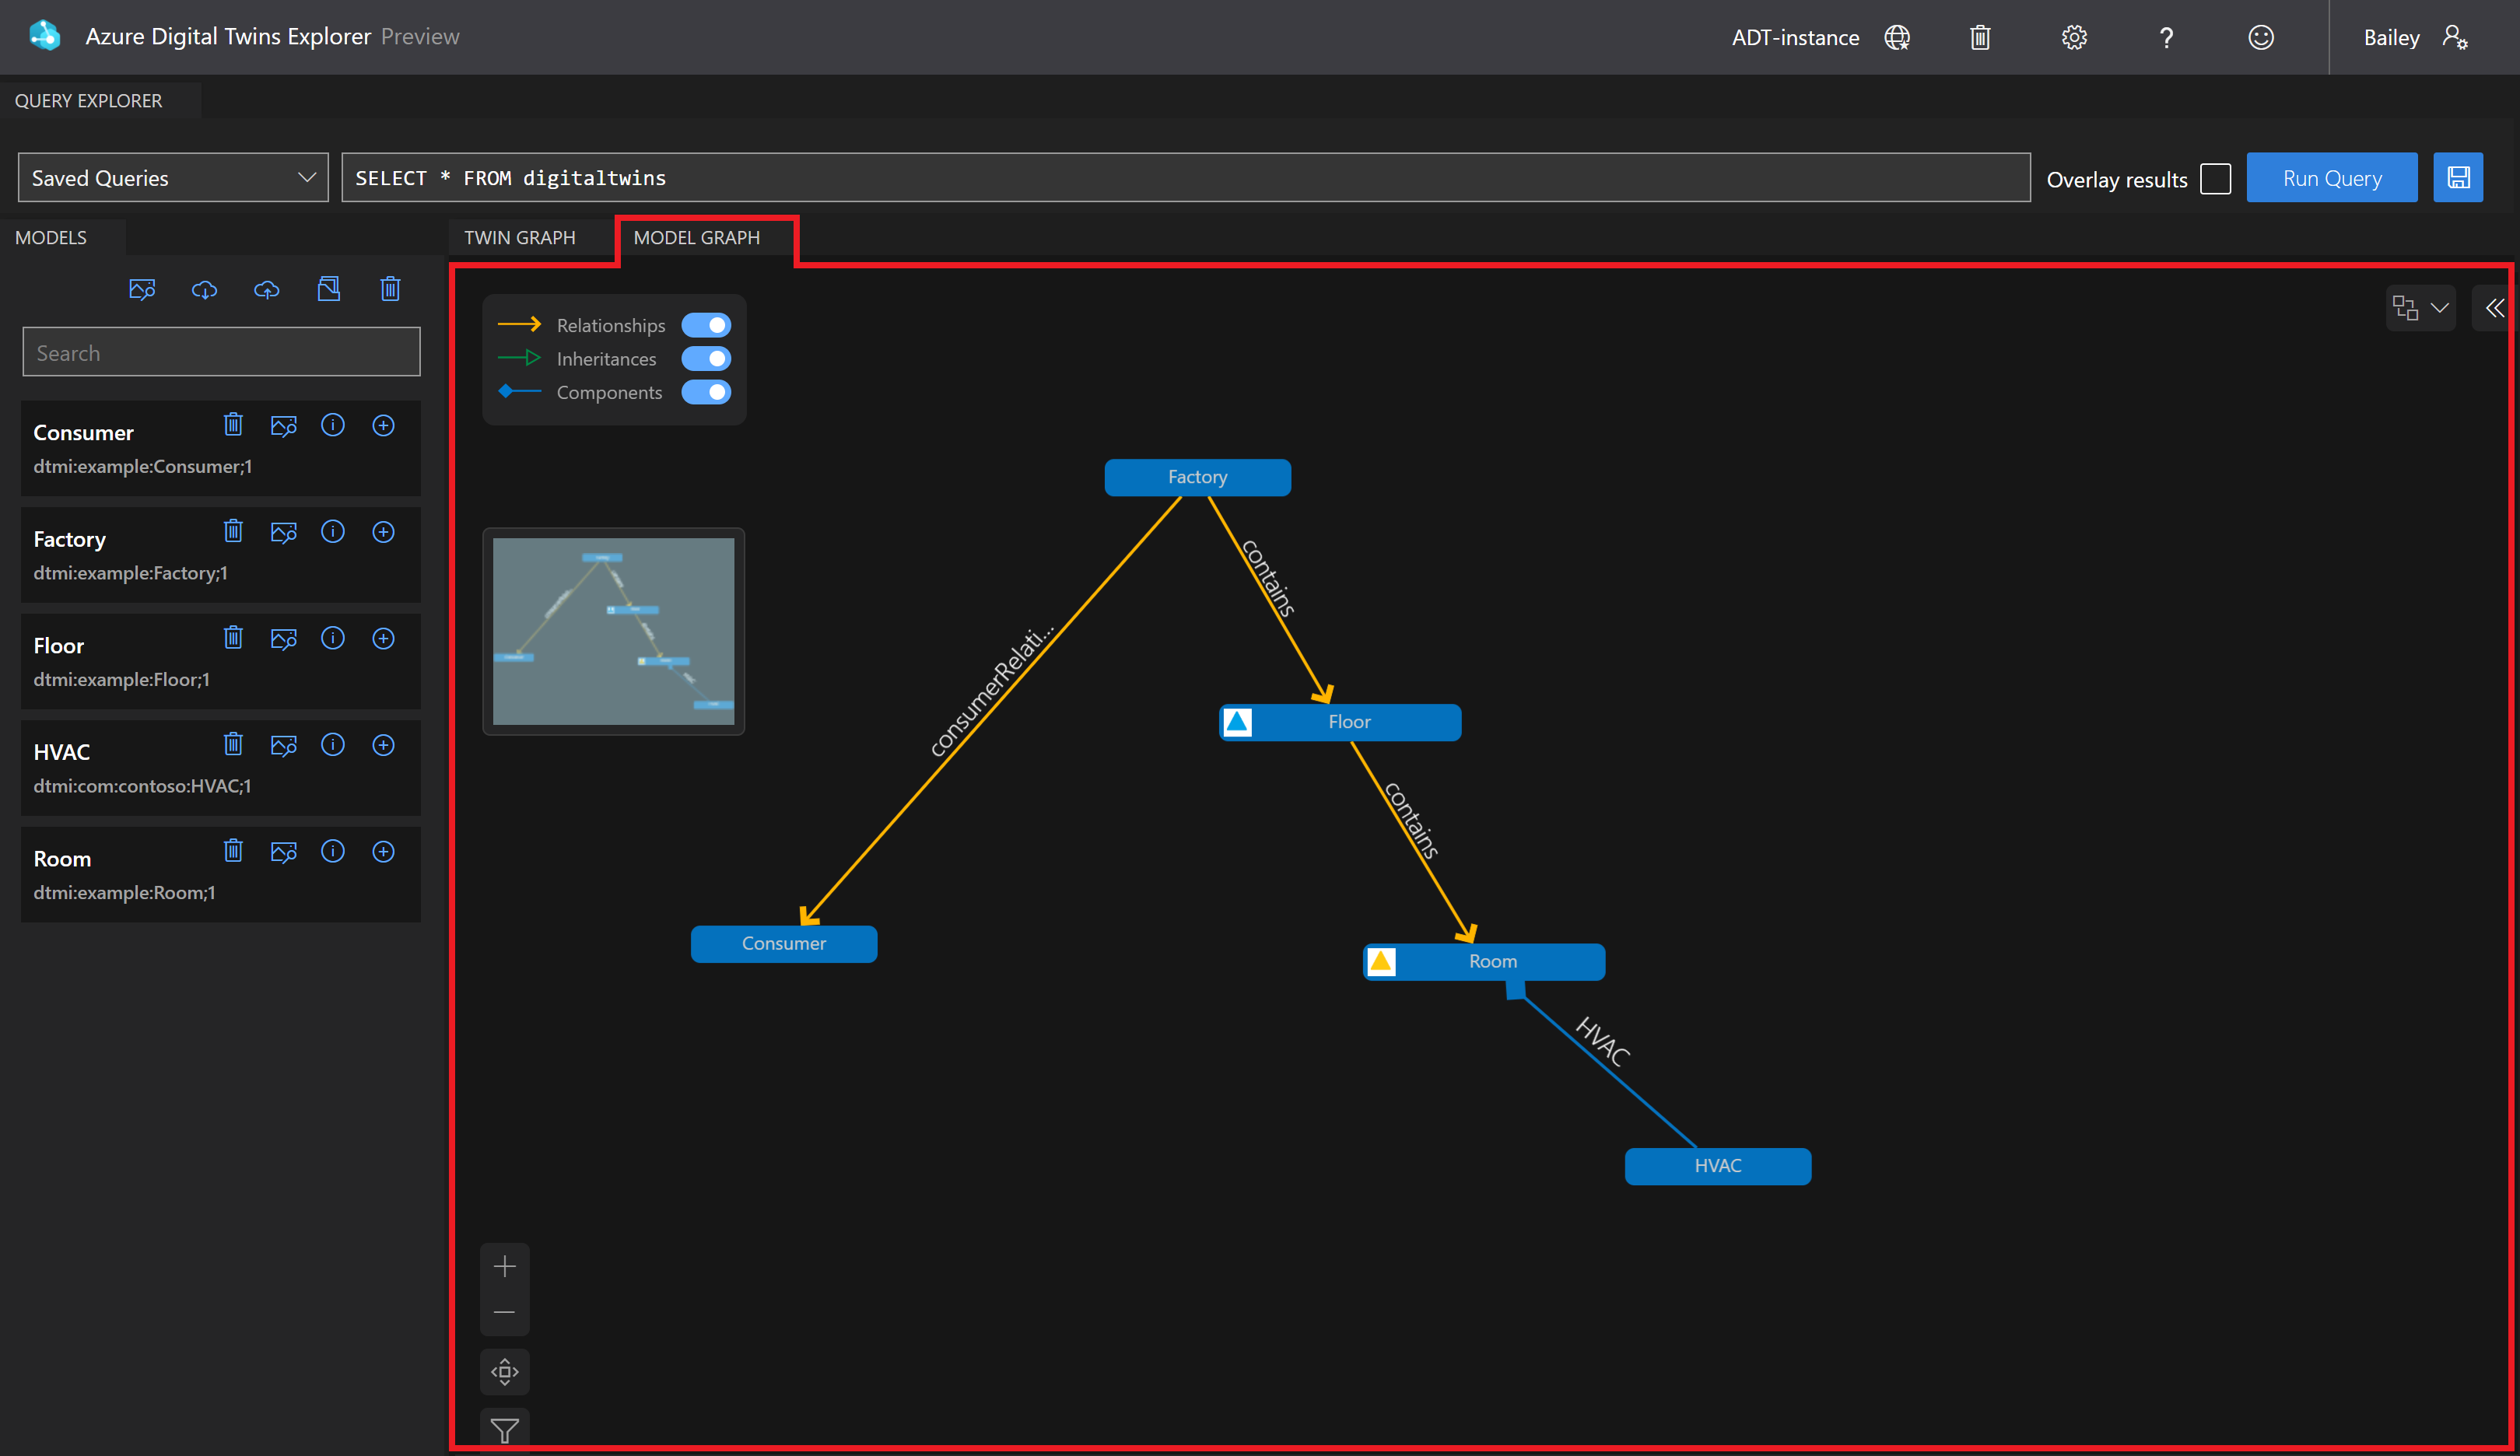 Azure Digital Twins Explorer Preview
ADT-instance
?
Bailey
QUERY EXPLORER
Saved Queries
SELECT * FROM digitaltwins
Overlay results
Run Query
MODELS
TWIN GRAPH
MODEL GRAPH
Search
Consumer
dtmi:example:Consumer;1
Factory
dtmi:example:Factory;1
Floor
dtmi:example:Floor;1
HVAC
dtmi:com:contoso:HVAC;1
Room
dtmi:example:Room;1
Relationships
Inheritances
Components
Factory
contains
consumerRelati...
Floor
contains
Consumer
Room
HVAC
HVAC